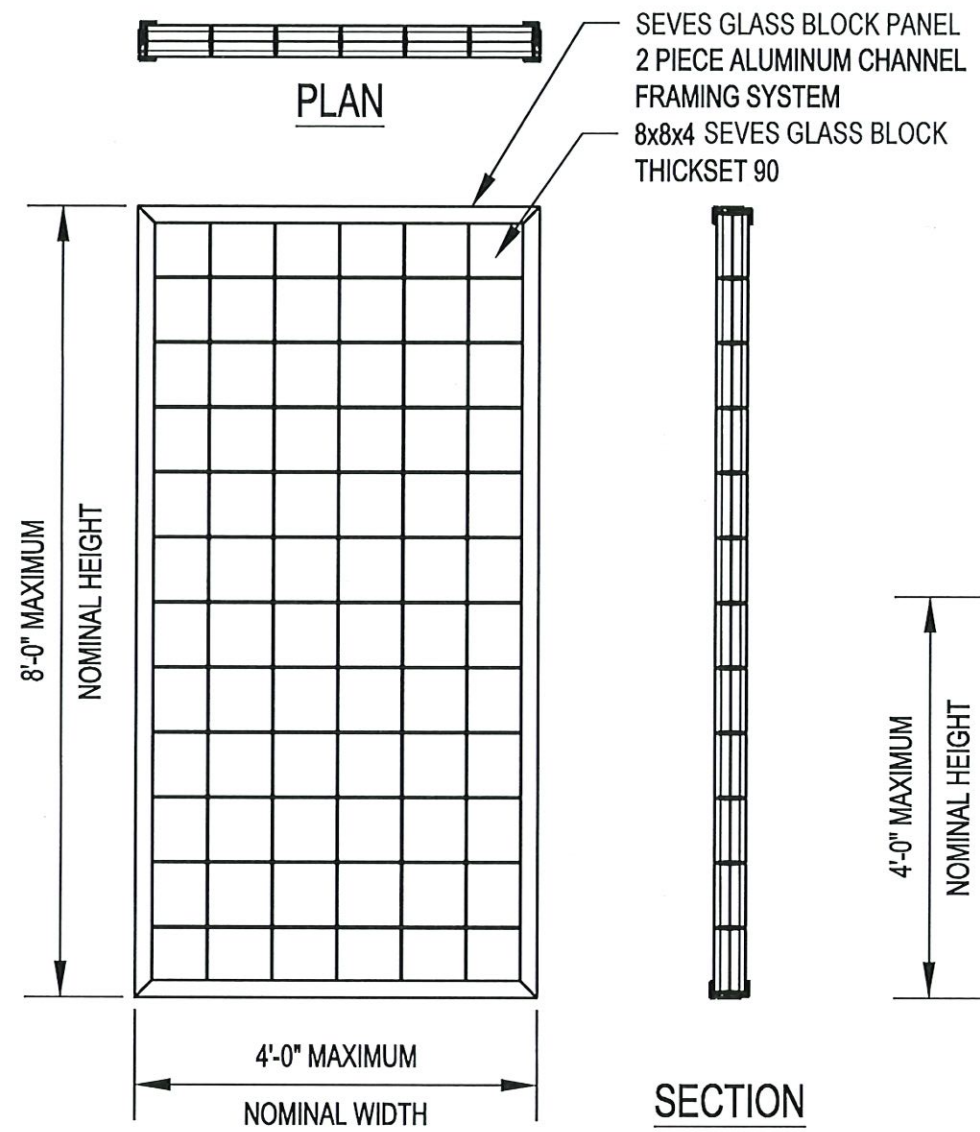 SEVES GLASS BLOCK PANEL
2 PIECE ALUMINUM CHANNEL
FRAMING SYSTEM
8x8x4 SEVES GLASS BLOCK
THICKSET 90
PLAN
8'-0" MAXIMUM
NOMINAL HEIGHT
4'-0" MAXIMUM
NOMINAL HEIGHT
4'-0" MAXIMUM
NOMINAL WIDTH
SECTION